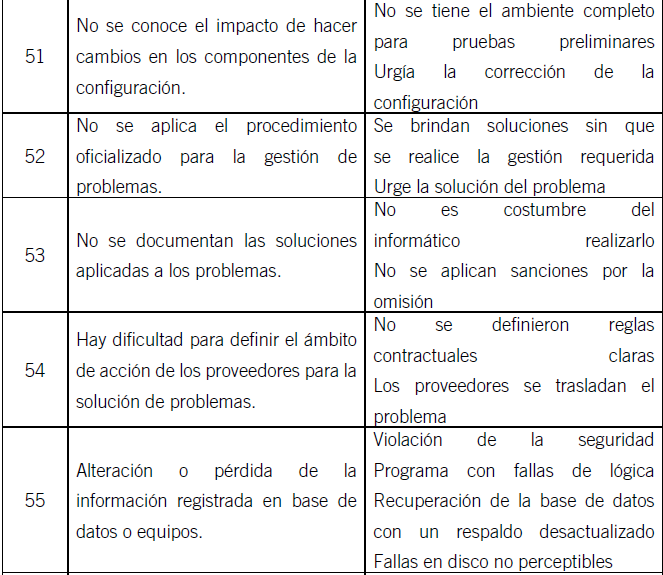 51
No se conoce el impacto de hacer
cambios en los componentes de la
configuración.
No se tiene el ambiente completo
para pruebas preliminares
Urgía la corrección de la
configuración
52
No se aplica el procedimiento
oficializado para la gestión de
problemas.
Se brindan soluciones sin que
se realice la gestión requerida
Urge la solución del problema
53
No se documentan las soluciones
aplicadas a los problemas.
No es costumbre del
informático realizarlo
No se aplican sanciones por la
omisión
54
Hay dificultad para definir el ámbito
de acción de los proveedores para la
solución de problemas.
No se definieron reglas
contractuales claras
Los proveedores se trasladan el
problema
55
Alteración o pérdida de la
información registrada en base de
datos o equipos.
Violación de la seguridad
Programa con fallas de lógica
Recuperación de la base de datos
con un respaldo desactualizado
Fallas en disco no perceptibles